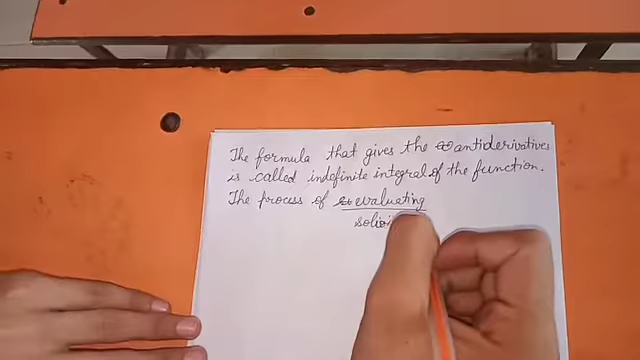 The formula that gives the antiderivatives
is called indefinite integral of the function.
The process of evaluating